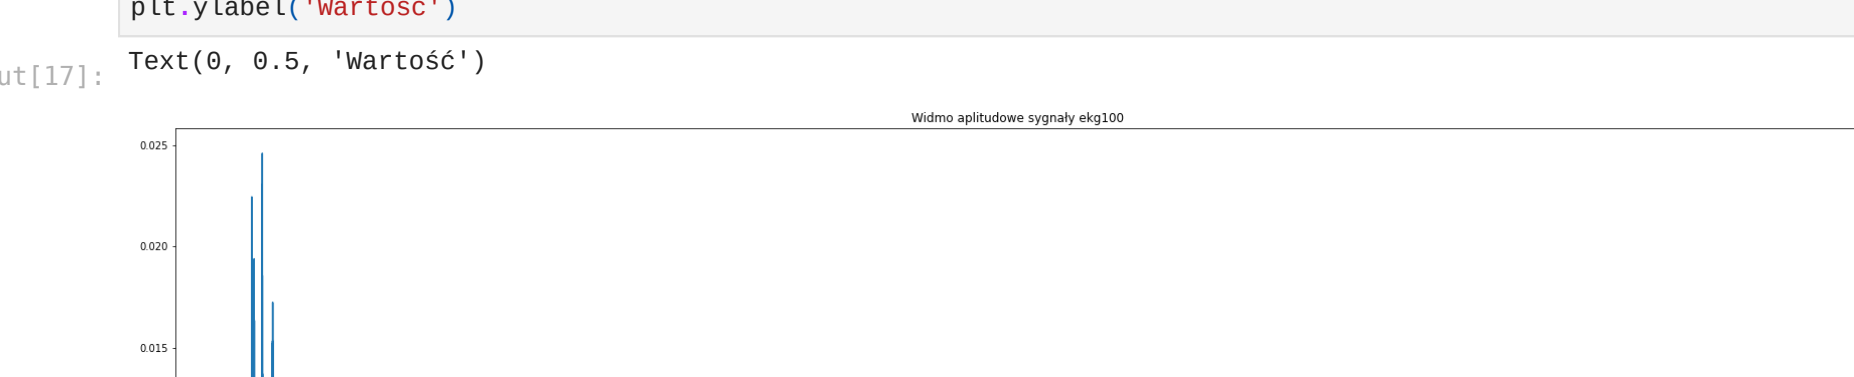 plt.ylabel('Wartość')
Text(0, 0.5, 'Wartość')
ut[17]:
Widmo aplitudowe sygnały ekg100
0.025
0.020
0.015